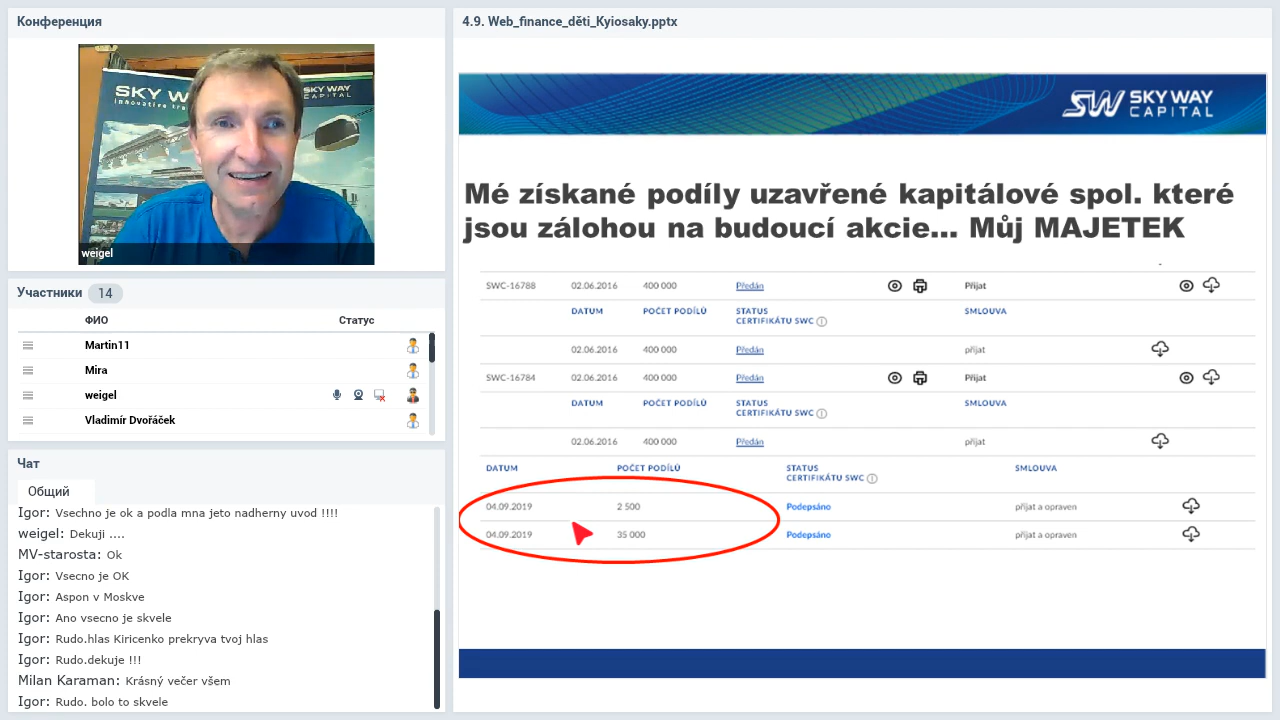 Конференция
SKY W
innovative tra
KY WAY
CAPITAL
weigel
Участники 14
ФИО Статус
Martin11
Mira
weigel
Vladimír Dvořáček
Чат
Общий
Igor: Vsechno je ok a podla mna jeto nadherny uvod !!!!
weigel: Dekuji ....
MV-starosta: Ok
Igor: Vsecno je OK
Igor: Aspon v Moskve
Igor: Ano vsecno je skvele
Igor: Rudo.hlas Kiricenko prekryva tvoj hlas
Igor: Rudo.dekuje !!!
Milan Karaman: Krásný večer všem
Igor: Rudo. bolo to skvele
4.9. Web_finance_děti_Kyiosaky.pptx
SW SKY WAY
CAPITAL
Mé získané podíly uzavřené kapitálové spol. které
jsou zálohou na budoucí akcie... Můj MAJETEK
SWC-16788 02.06.2016 400 000 Předán Přijat
DATUM POČET PODÍLŮ STATUS SMLOUVA
CERTIFIKÁTU SWC
02.06.2016 400 000 Předán přijat
SWC-16784 02.06.2016 400 000 Předán Přijat
DATUM POČET PODÍLŮ STATUS SMLOUVA
CERTIFIKÁTU SWC
02.06.2016 400 000 Předán přijat
DATUM POČET PODÍLŮ STATUS SMLOUVA
CERTIFIKÁTU SWC
04.09.2019 2 500 Podepsáno přijat a opraven
04.09.2019 35 000 Podepsáno přijat a opraven